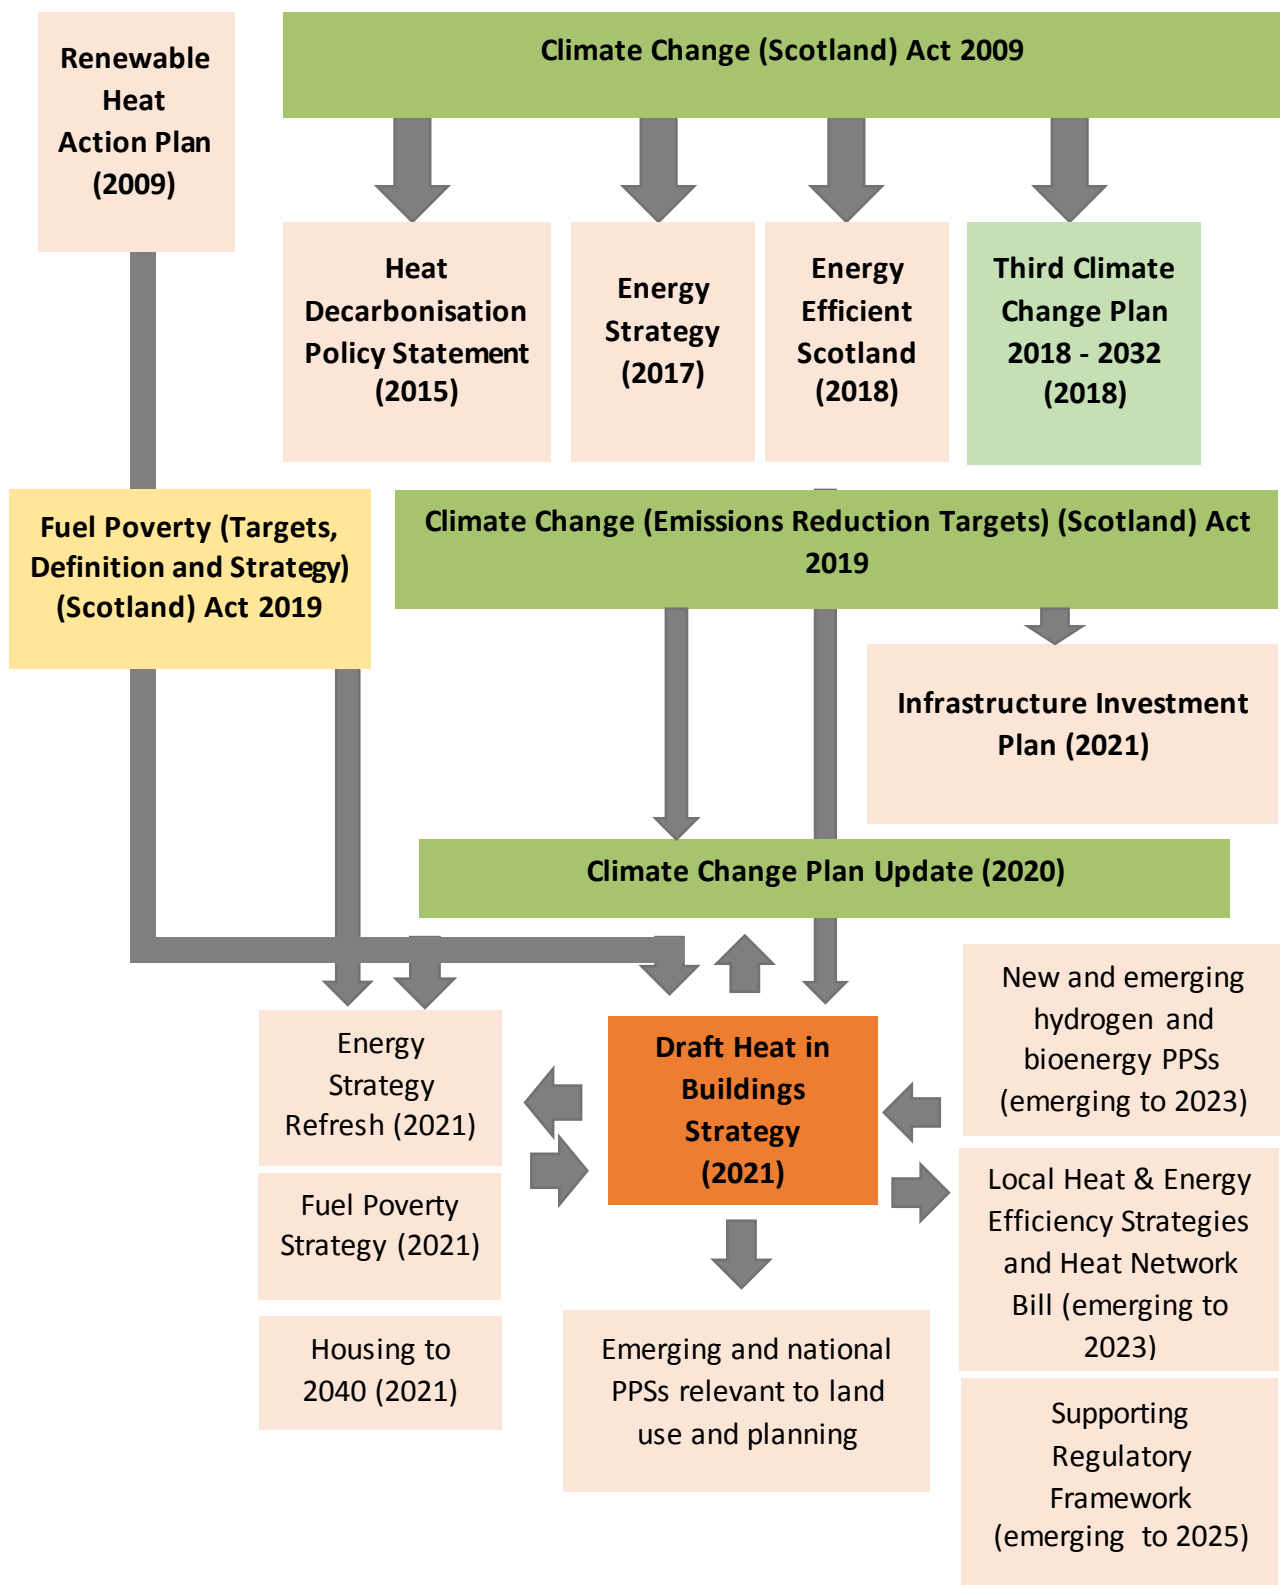 Renewable
Heat
Action Plan
(2009)
Climate Change (Scotland) Act 2009
Heat
Decarbonisation
Policy Statement
(2015)
Energy
Strategy
(2017)
Energy
Efficient
Scotland
(2018)
Third Climate
Change Plan
2018 - 2032
(2018)
Fuel Poverty (Targets,
Definition and Strategy)
(Scotland) Act 2019
Climate Change (Emissions Reduction Targets) (Scotland) Act
2019
Infrastructure Investment
Plan (2021)
Climate Change Plan Update (2020)
Energy
Strategy
Refresh (2021)
Fuel Poverty
Strategy (2021)
Housing to
2040 (2021)
Draft Heat in
Buildings
Strategy
(2021)
Emerging and national
PPSs relevant to land
use and planning
New and emerging
hydrogen and
bioenergy PPSs
(emerging to 2023)
Local Heat & Energy
Efficiency Strategies
and Heat Network
Bill (emerging to
2023)
Supporting
Regulatory
Framework
(emerging to 2025)